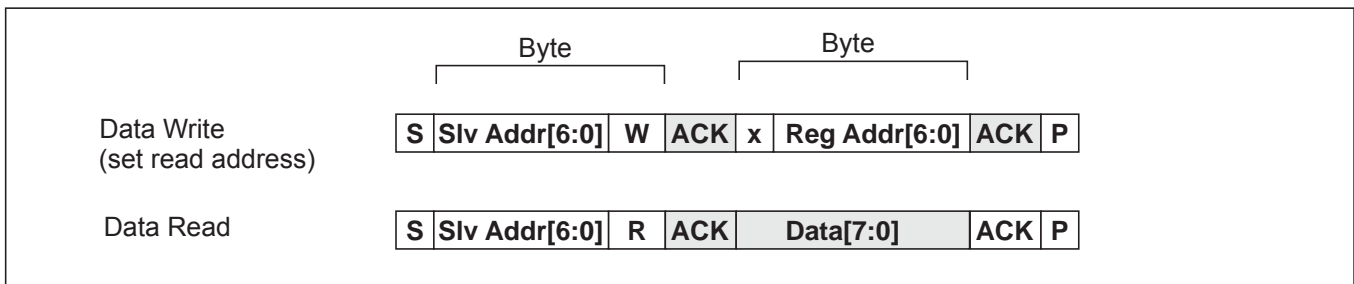 Byte Byte
Data Write S Slv Addr[6:0] W ACK x Reg Addr[6:0] ACK P
(set read address)
Data Read S Slv Addr[6:0] R ACK Data[7:0] ACK P